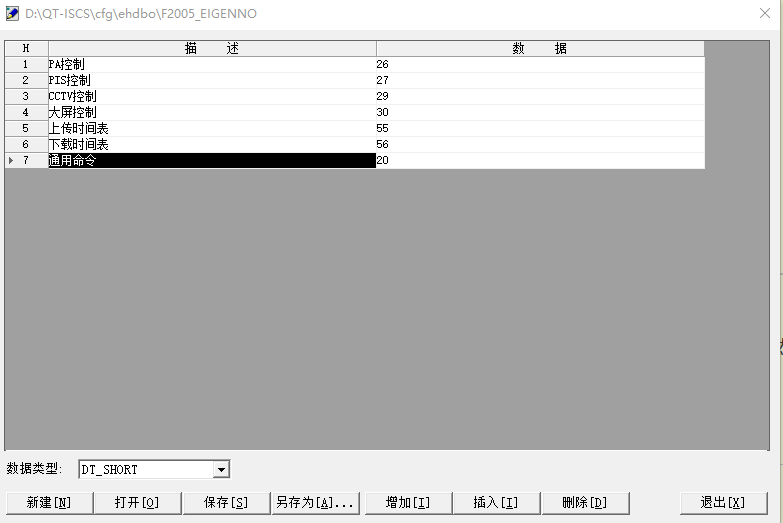 D:\QT-ISCS\cfg\ehdbo\F2005_EIGENNO
H 描 述 数 据
1 PA控制 26
2 PIS控制 27
3 CCTV控制 29
4 大屏控制 30
5 上传时间表 55
6 下载时间表 56
7 通用命令 20
数据类型: DT_SHORT
新建[N] 打开[O] 保存[S] 另存为[A]... 增加[I] 插入[I] 删除[D] 退出[X]